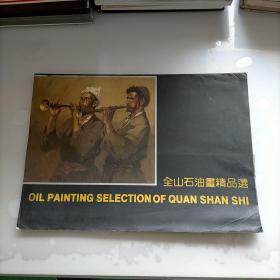 全山石油畫精品選
OIL PAINTING SELECTION OF QUAN SHAN SHI